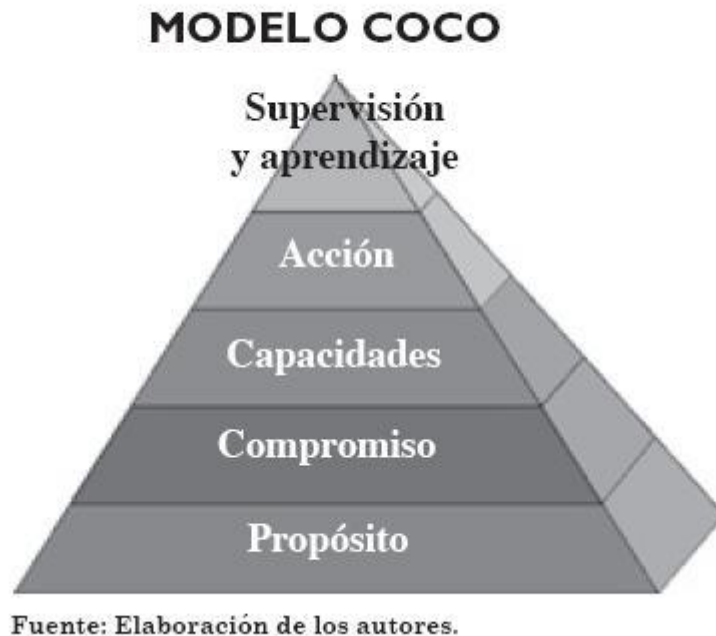 MODELO COCO
Supervisión
y aprendizaje
Acción
Capacidades
Compromiso
Propósito
Fuente: Elaboración de los autores.